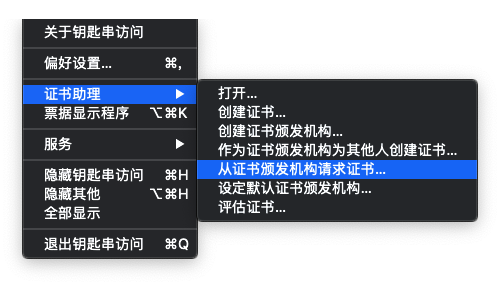 关于钥匙串访问
偏好设置... ⌘,
证书助理 ▶
票据显示程序 ⌥⌘K
服务 ▶
隐藏钥匙串访问 ⌘H
隐藏其他 ⌥⌘H
全部显示
退出钥匙串访问 ⌘Q
打开...
创建证书...
创建证书颁发机构...
作为证书颁发机构为其他人创建证书...
从证书颁发机构请求证书...
设定默认证书颁发机构...
评估证书...